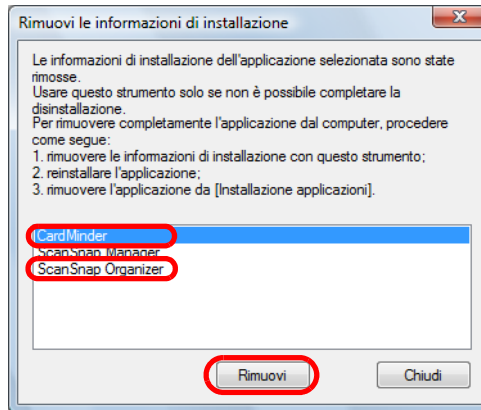 Rimuovi le informazioni di installazione
Le informazioni di installazione dell'applicazione selezionata sono state
rimosse.
Usare questo strumento solo se non è possibile completare la
disinstallazione.
Per rimuovere completamente l'applicazione dal computer, procedere
come segue:
1. rimuovere le informazioni di installazione con questo strumento;
2. reinstallare l'applicazione;
3. rimuovere l'applicazione da [Installazione applicazioni].
CardMinder
ScanSnap Manager
ScanSnap Organizer
Rimuovi
Chiudi